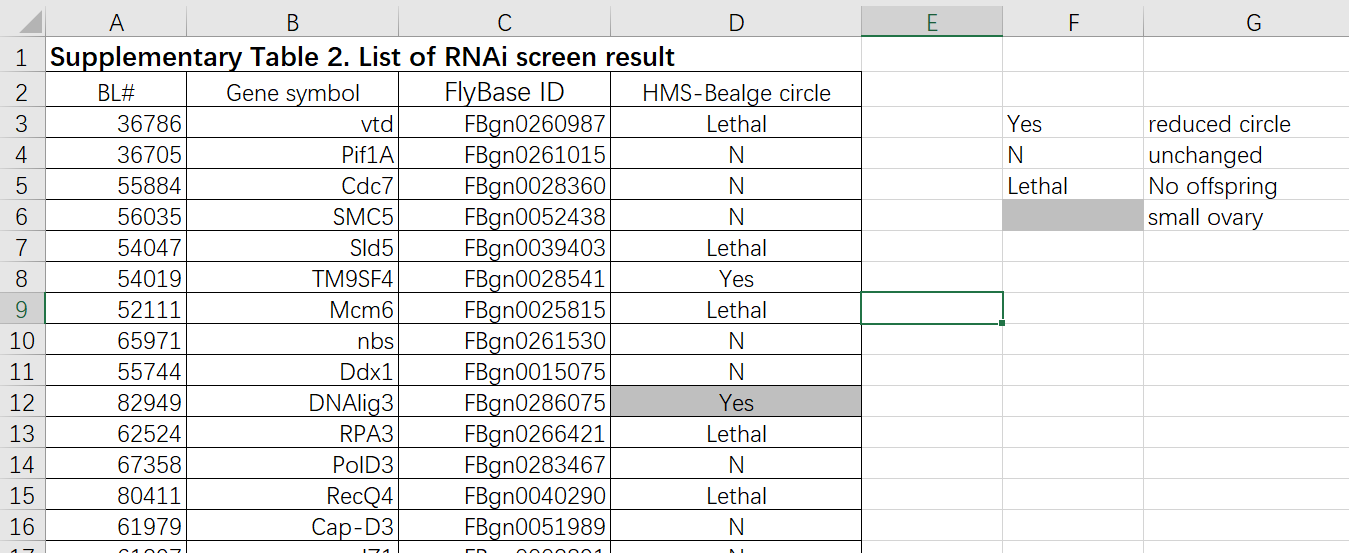 A B C D E F G
1 Supplementary Table 2. List of RNAi screen result
2 BL# Gene symbol FlyBase ID HMS-Bealge circle
3 36786 vtd FBgn0260987 Lethal Yes reduced circle
4 36705 Pif1A FBgn0261015 N N unchanged
5 55884 Cdc7 FBgn0028360 N Lethal No offspring
6 56035 SMC5 FBgn0052438 N small ovary
7 54047 Sld5 FBgn0039403 Lethal
8 54019 TM9SF4 FBgn0028541 Yes
9 52111 Mcm6 FBgn0025815 Lethal
10 65971 nbs FBgn0261530 N
11 55744 Ddx1 FBgn0015075 N
12 82949 DNAlig3 FBgn0286075 Yes
13 62524 RPA3 FBgn0266421 Lethal
14 67358 PolD3 FBgn0283467 N
15 80411 RecQ4 FBgn0040290 Lethal
16 61979 Cap-D3 FBgn0051989 N